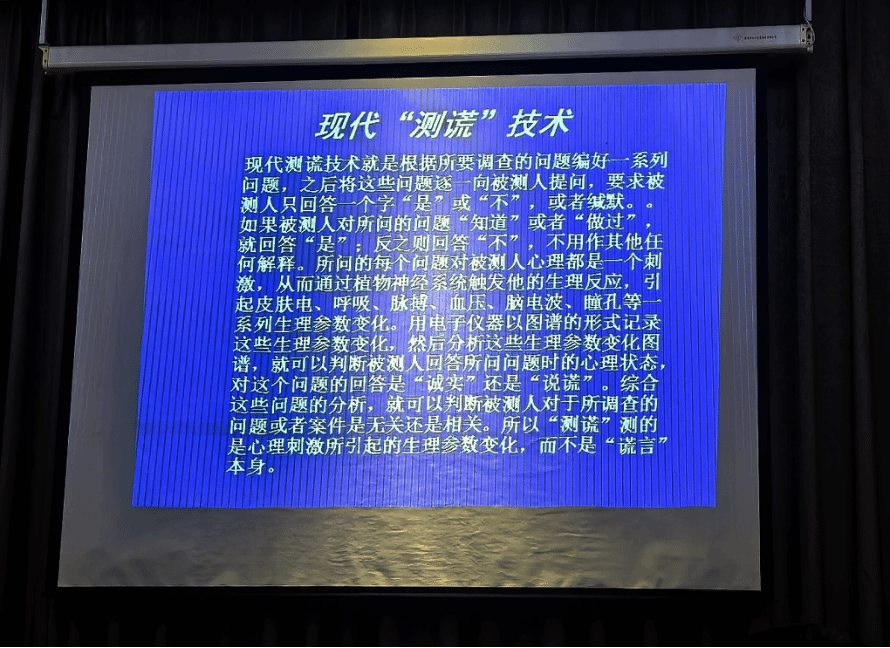 现代“测谎”技术
现代测谎技术就是根据所要调查的问题编好一系列
问题，之后将这些问题逐一向被测人提问，要求被
测人只回答一个字“是”或“不”，或者缄默。。
如果被测人对所问的问题“知道”或者“做过”，
就回答“是”；反之则回答“不”，不用作其他任
何解释。所问的每个问题对被测人心理都是一个刺
激，从而通过植物神经系统触发他的生理反应，引
起皮肤电、呼吸、脉搏、血压、脑电波、瞳孔等一
系列生理参数变化。用电子仪器以图谱的形式记录
这些生理参数变化，然后分析这些生理参数变化图
谱，就可以判断被测人回答所问问题时的心理状态，
对这个问题的回答是“诚实”还是“说谎”。综合
这些问题的分析，就可以判断被测人对于所调查的
问题或者案件是无关还是相关。所以“测谎”测的
是心理刺激所引起的生理参数变化，而不是“谎言”
本身。